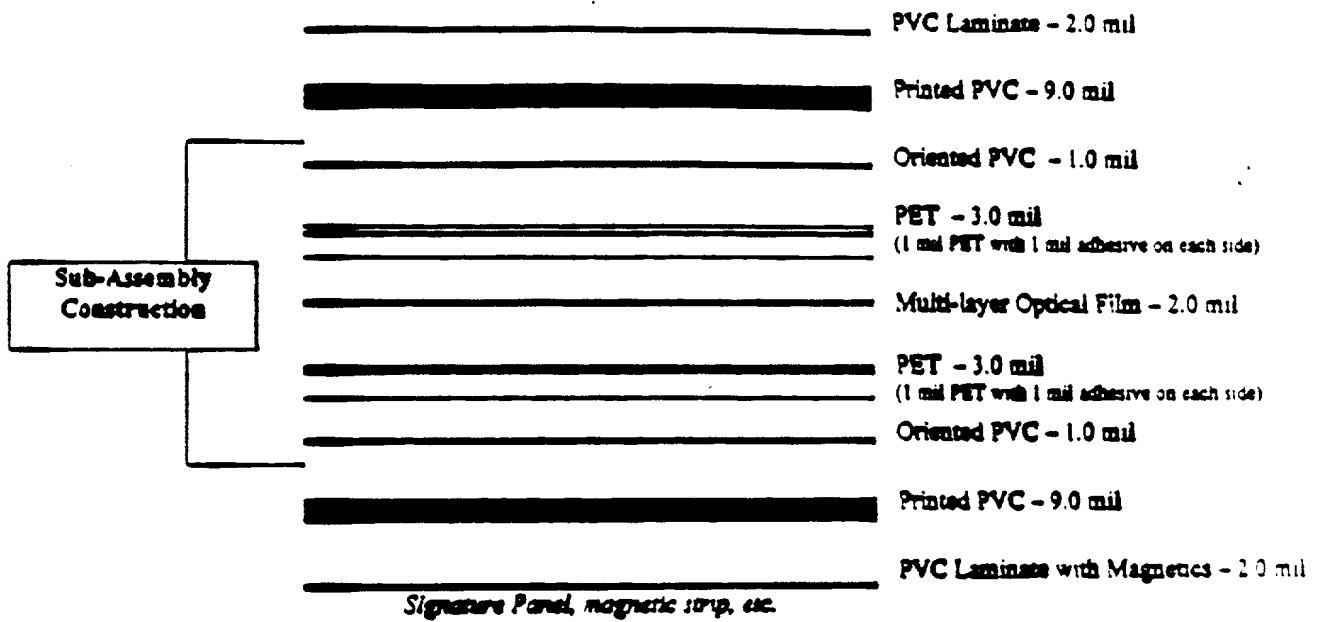 PVC Laminate – 2.0 mil
Printed PVC – 9.0 mil
Oriented PVC – 1.0 mil
PET – 3.0 mil
(1 mil PET with 1 mil adhesive on each side)
Sub-Assembly
Construction
Multi-layer Optical Film – 2.0 mil
PET – 3.0 mil
(1 mil PET with 1 mil adhesive on each side)
Oriented PVC – 1.0 mil
Printed PVC – 9.0 mil
PVC Laminate with Magnetics – 2.0 mil
Signature Panel, magnetic strip, etc.